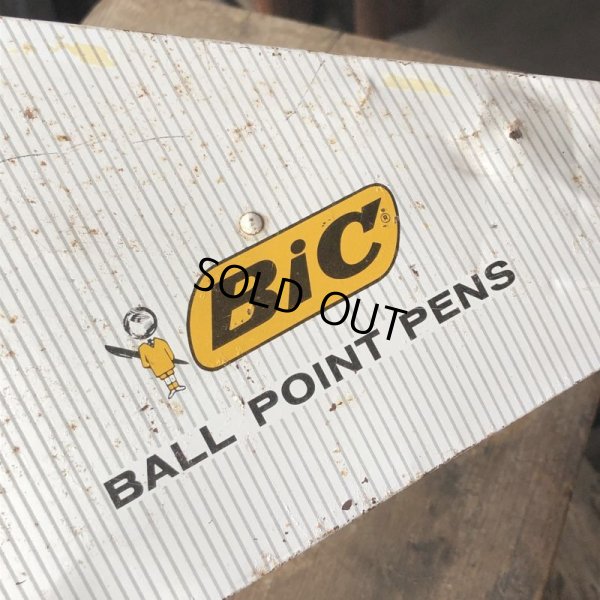 BiC®
SOLD OUT
BALL POINT PENS